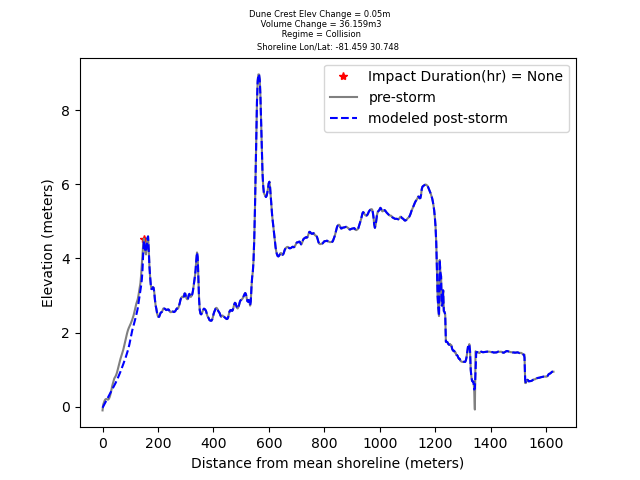 Dune Crest Elev Change = 0.05m
Volume Change = 36.159m3
Regime = Collision
Shoreline Lon/Lat: -81.459 30.748
Impact Duration(hr) = None
pre-storm
modeled post-storm
Elevation (meters)
8
6
4
2
0
0 200 400 600 800 1000 1200 1400 1600
Distance from mean shoreline (meters)